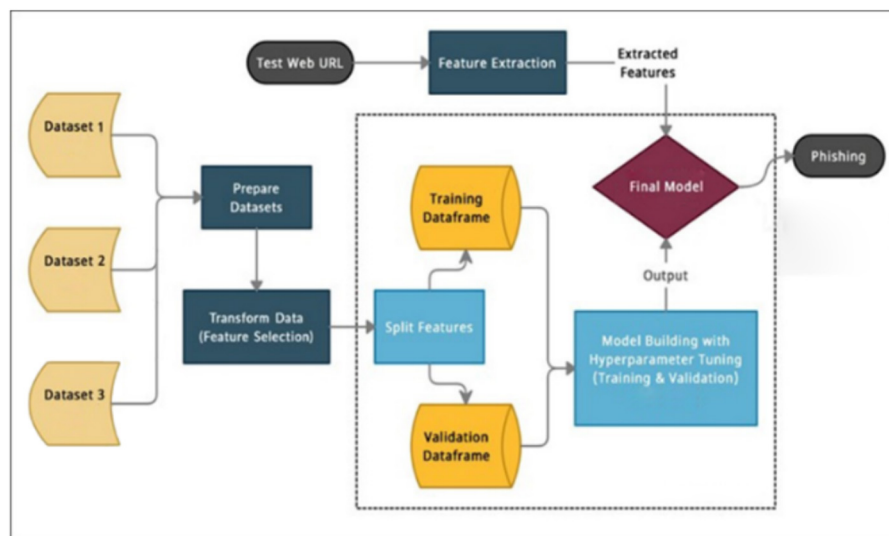 Test Web URL
Feature Extraction
Extracted
Features
Dataset 1
Dataset 2
Dataset 3
Prepare
Datasets
Transform Data
(Feature Selection)
Split Features
Training
Dataframe
Validation
Dataframe
Model Building with
Hyperparameter Tuning
(Training & Validation)
Output
Final Model
Phishing